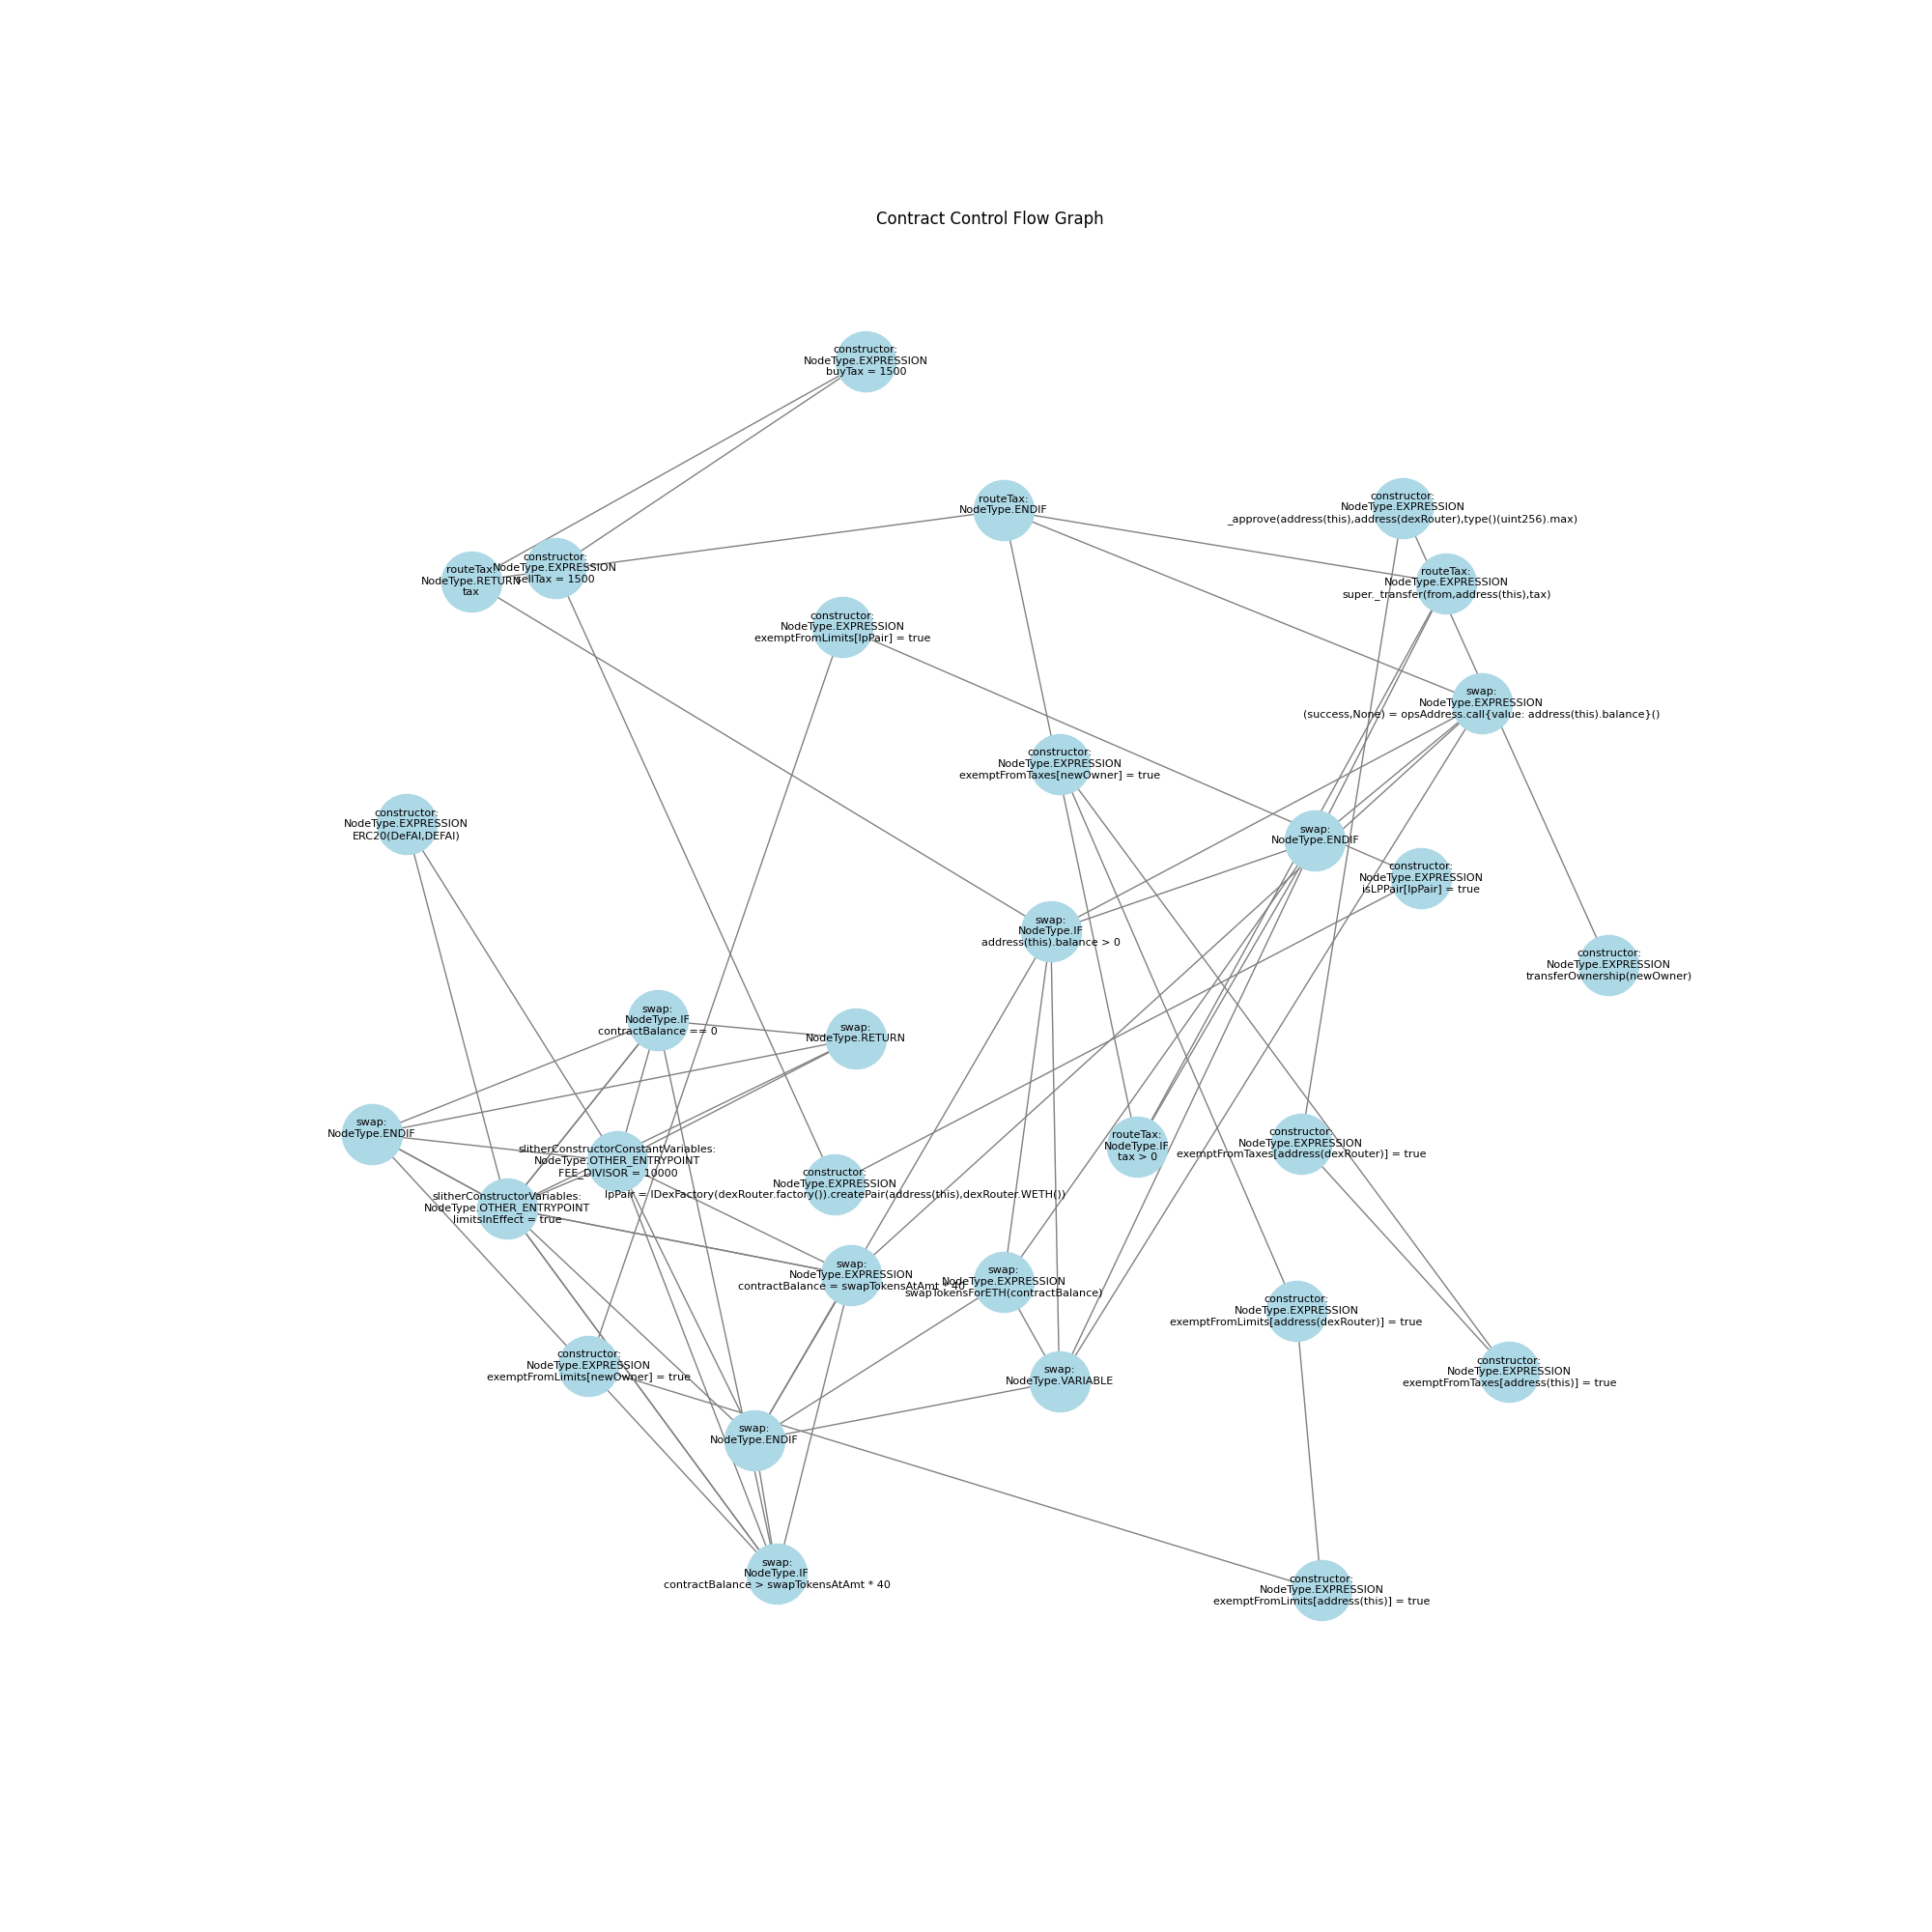 Contract Control Flow Graph
constructor:
NodeType.EXPRESSION
buyTax = 1500
routeTax:
NodeType.ENDIF
constructor:
NodeType.EXPRESSION
_approve(address(this),address(dexRouter),type()(uint256).max)
routeTax:
NodeType.RETURN
tax
constructor:
NodeType.EXPRESSION
sellTax = 1500
routeTax:
NodeType.EXPRESSION
super._transfer(from,address(this),tax)
constructor:
NodeType.EXPRESSION
exemptFromLimits[lpPair] = true
swap:
NodeType.EXPRESSION
(success,None) = opsAddress.call{value: address(this).balance}()
constructor:
NodeType.EXPRESSION
exemptFromTaxes[newOwner] = true
constructor:
NodeType.EXPRESSION
ERC20(DeFAI,DEFAI)
swap:
NodeType.ENDIF
constructor:
NodeType.EXPRESSION
isLPPair[lpPair] = true
swap:
NodeType.IF
address(this).balance > 0
constructor:
NodeType.EXPRESSION
transferOwnership(newOwner)
swap:
NodeType.IF
contractBalance == 0
swap:
NodeType.RETURN
swap:
NodeType.ENDIF
slitherConstructorConstantVariables:
NodeType.OTHER_ENTRYPOINT
FEE_DIVISOR = 10000
routeTax:
NodeType.IF
tax > 0
constructor:
NodeType.EXPRESSION
exemptFromTaxes[address(dexRouter)] = true
constructor:
NodeType.EXPRESSION
lpPair = IDexFactory(dexRouter.factory()).createPair(address(this),dexRouter.WETH())
slitherConstructorVariables:
NodeType.OTHER_ENTRYPOINT
limitsInEffect = true
swap:
NodeType.EXPRESSION
contractBalance = swapTokensAtAmt * 40
swap:
NodeType.EXPRESSION
swapTokensForETH(contractBalance)
constructor:
NodeType.EXPRESSION
exemptFromLimits[address(dexRouter)] = true
constructor:
NodeType.EXPRESSION
exemptFromLimits[newOwner] = true
swap:
NodeType.VARIABLE
constructor:
NodeType.EXPRESSION
exemptFromTaxes[address(this)] = true
swap:
NodeType.ENDIF
swap:
NodeType.IF
contractBalance > swapTokensAtAmt * 40
constructor:
NodeType.EXPRESSION
exemptFromLimits[address(this)] = true